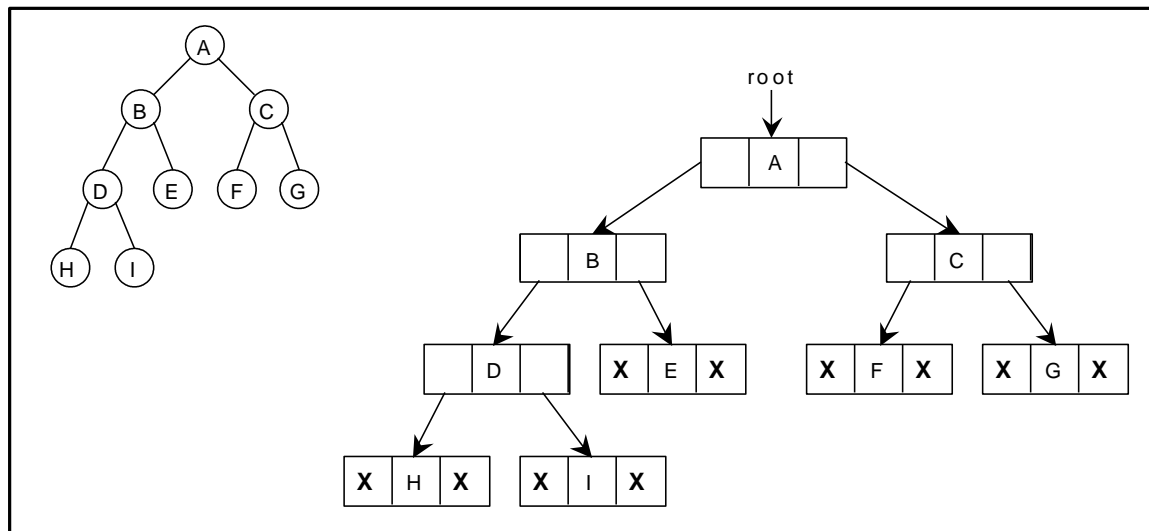 A
B C
D E F G
H I
root
A
B C
D X E X X F X X G X
X H X X I X